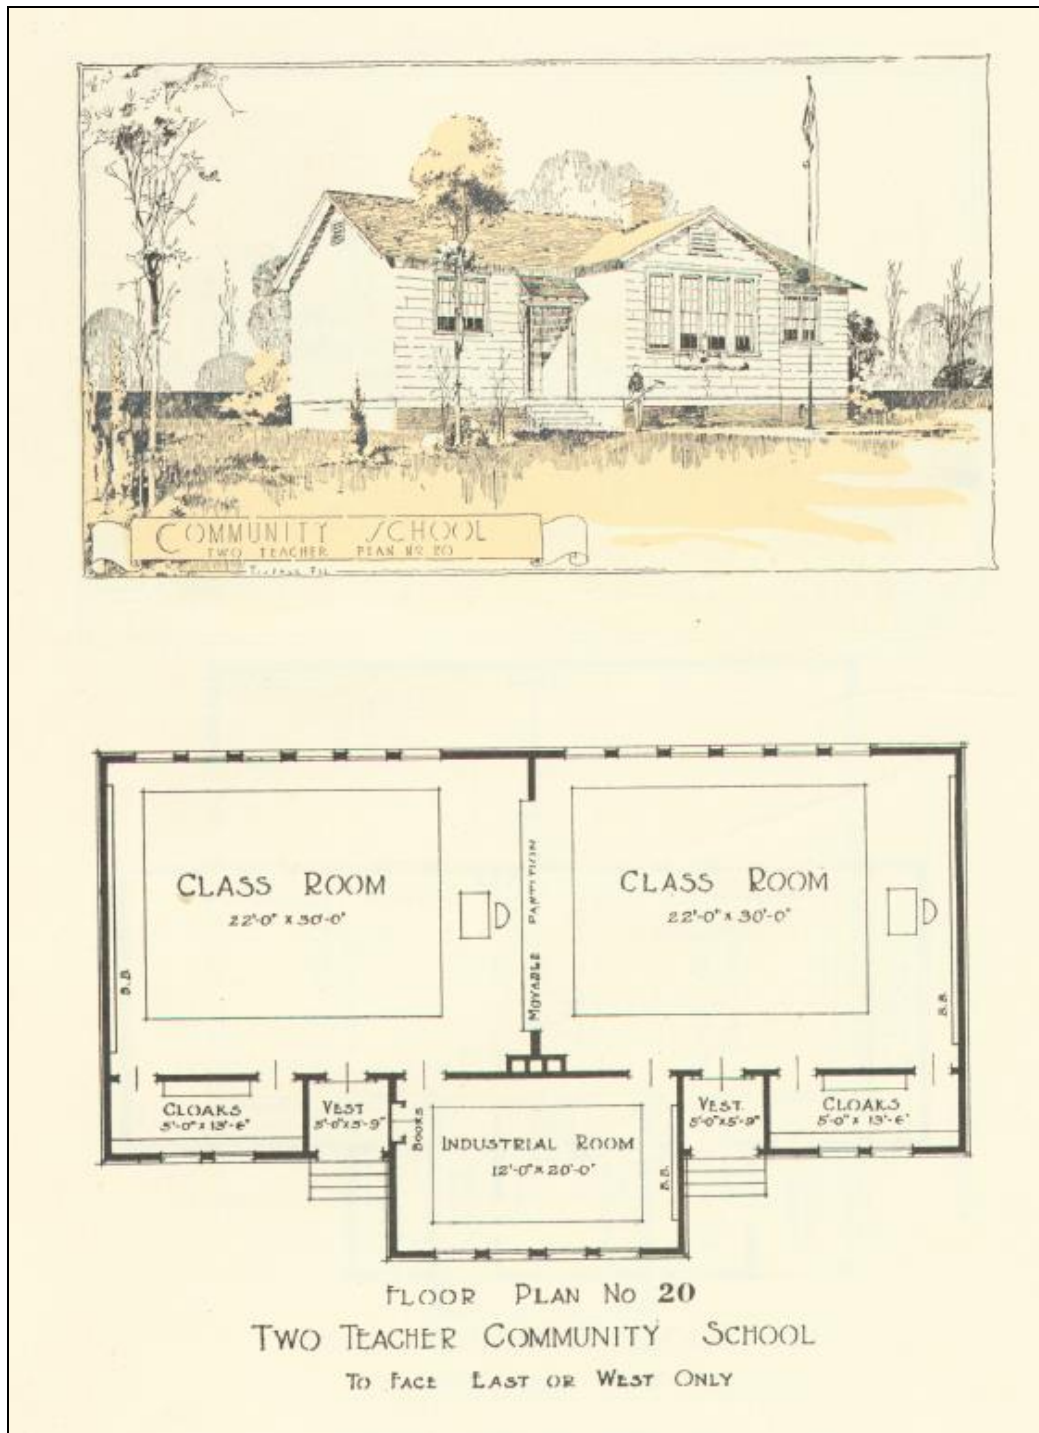 COMMUNITY SCHOOL
TWO TEACHER PLAN NO 20
CLASS ROOM
22'-0" X 30'-0"
B.B.
MOVABLE PARTITION
CLASS ROOM
22'-0" X 30'-0"
B.B.
CLOAKS
5'-0" X 13'-6"
VEST.
5'-0" X 5'-9"
BOOKS
INDUSTRIAL ROOM
12'-0" X 20'-0"
B.B.
VEST.
5'-0" X 5'-9"
CLOAKS
5'-0" X 13'-6"
FLOOR PLAN NO 20
TWO TEACHER COMMUNITY SCHOOL
TO FACE EAST OR WEST ONLY